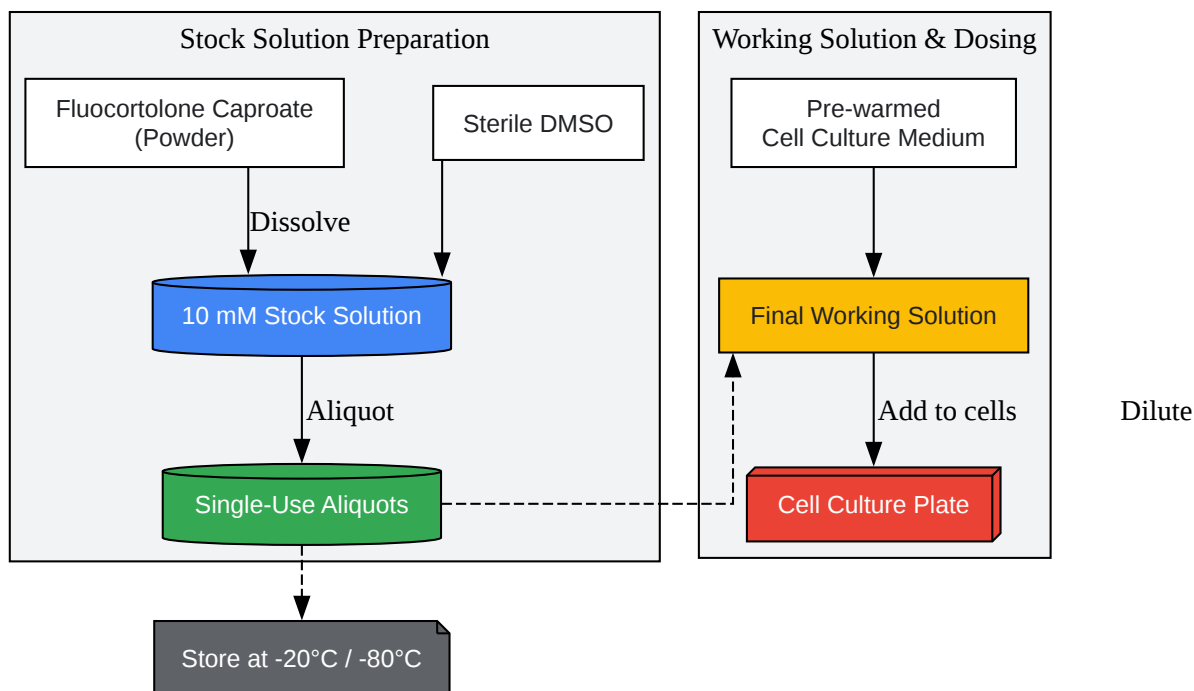 Stock Solution Preparation
Fluocortolone Caproate
(Powder)
Sterile DMSO
Dissolve
10 mM Stock Solution
Aliquot
Single-Use Aliquots
Store at -20°C / -80°C
Working Solution & Dosing
Pre-warmed
Cell Culture Medium
Final Working Solution
Add to cells
Cell Culture Plate
Dilute